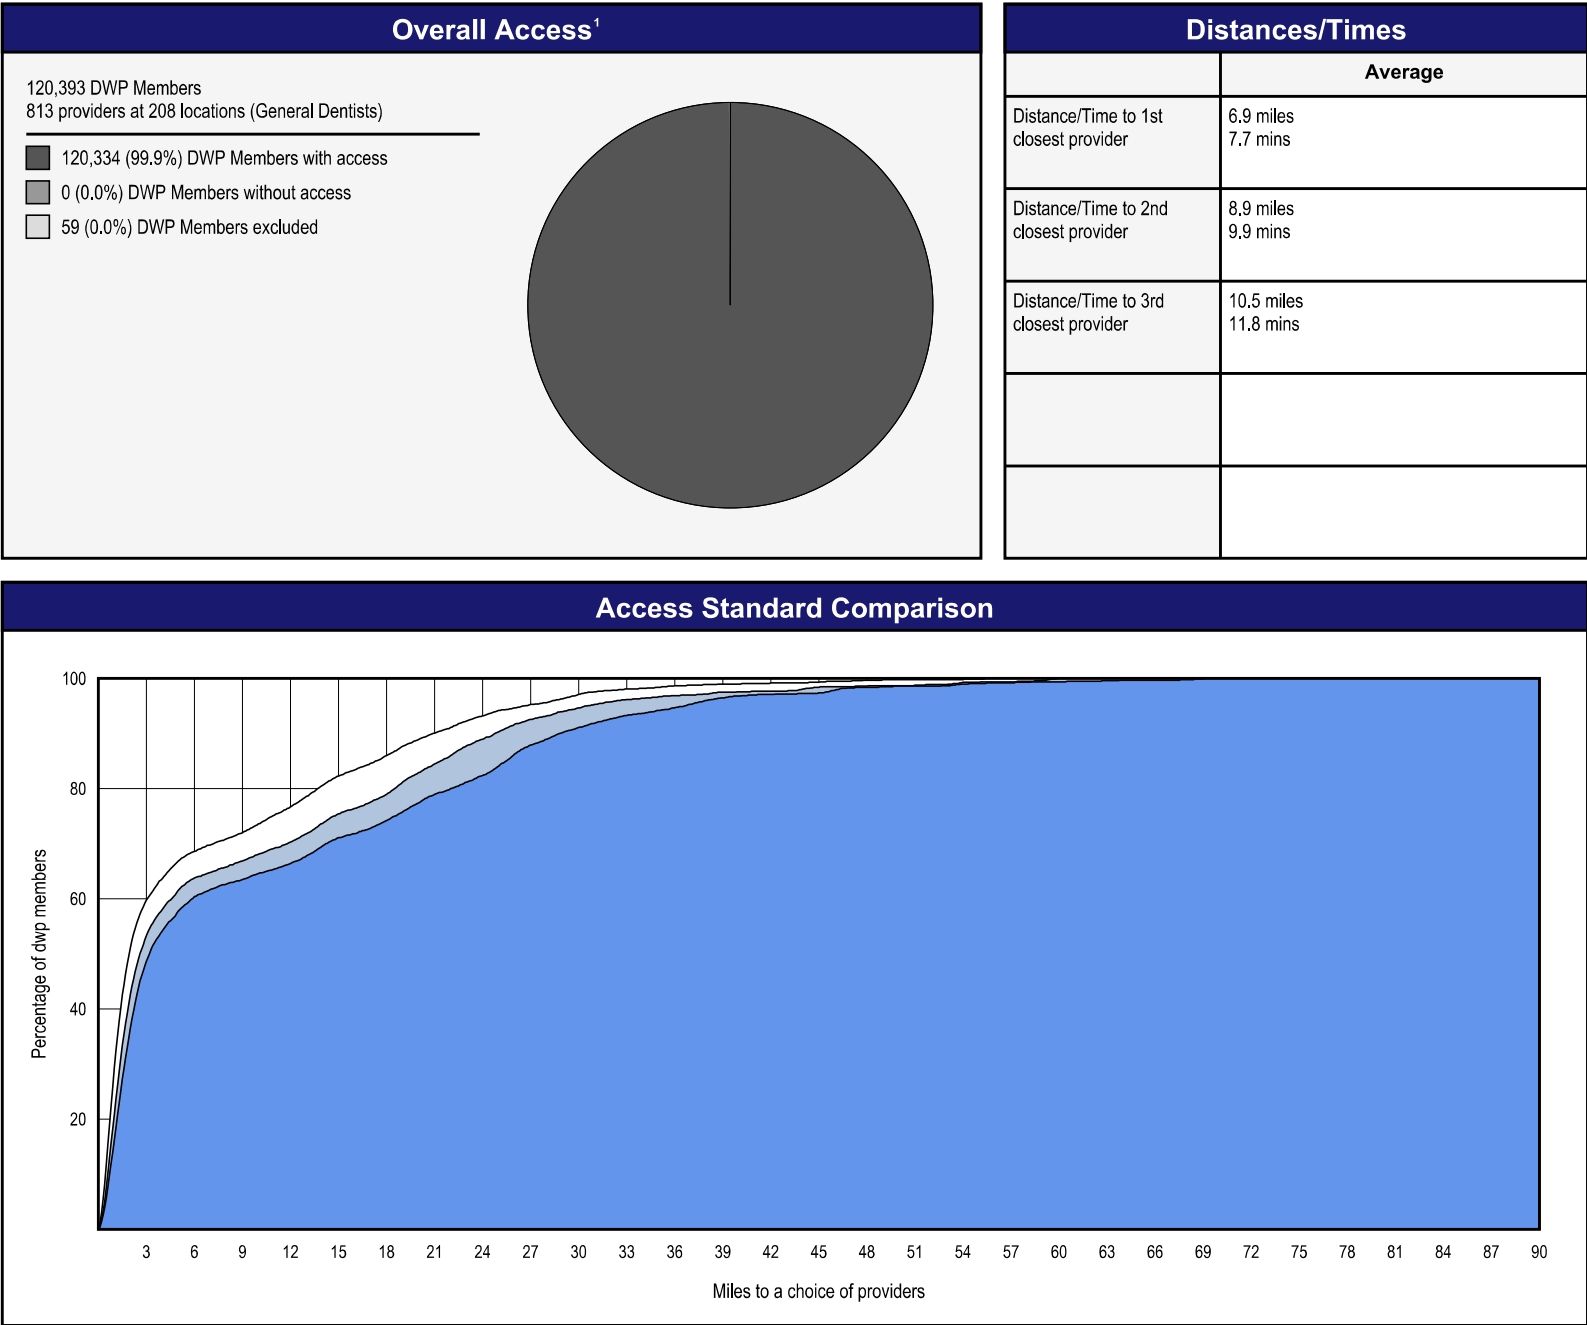 Overall Access¹
120,393 DWP Members
813 providers at 208 locations (General Dentists)
120,334 (99.9%) DWP Members with access
0 (0.0%) DWP Members without access
59 (0.0%) DWP Members excluded
Distances/Times
Average
Distance/Time to 1st
closest provider
6.9 miles
7.7 mins
Distance/Time to 2nd
closest provider
8.9 miles
9.9 mins
Distance/Time to 3rd
closest provider
10.5 miles
11.8 mins
Access Standard Comparison
100
80
60
40
20
Percentage of dwp members
3 6 9 12 15 18 21 24 27 30 33 36 39 42 45 48 51 54 57 60 63 66 69 72 75 78 81 84 87 90
Miles to a choice of providers